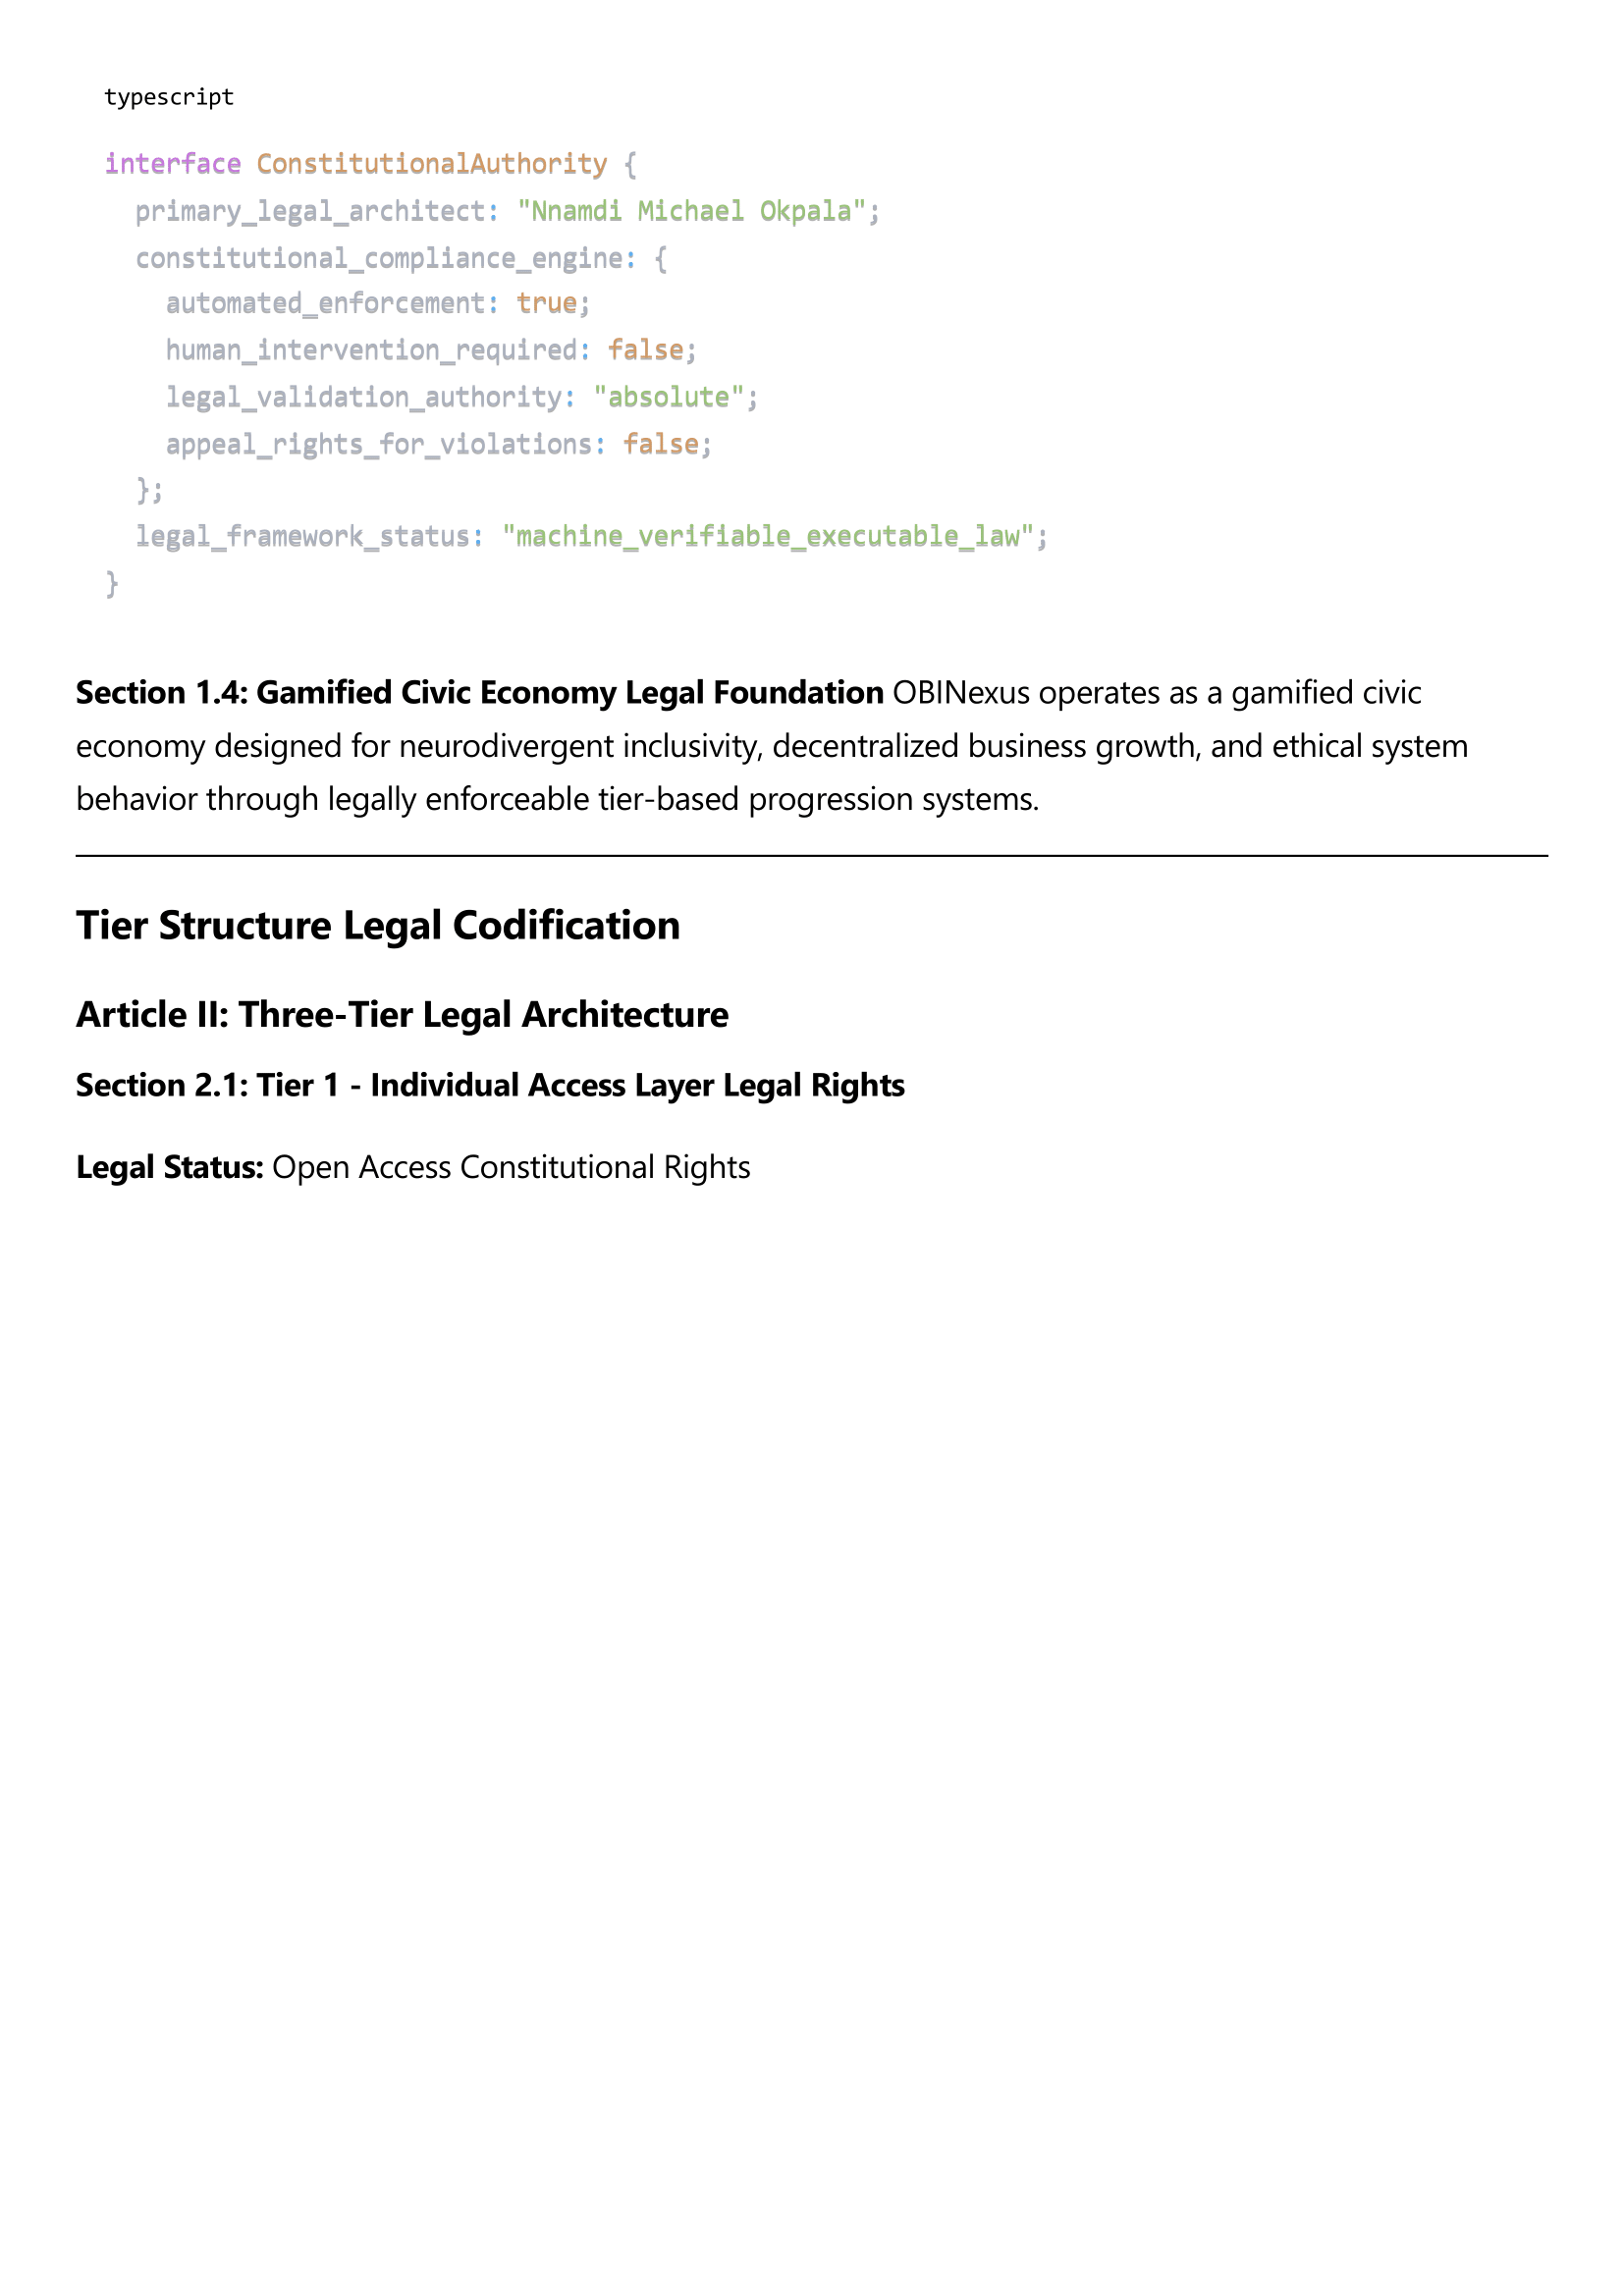 typescript
interface ConstitutionalAuthority {
  primary_legal_architect: "Nnamdi Michael Okpala";
  constitutional_compliance_engine: {
    automated_enforcement: true;
    human_intervention_required: false;
    legal_validation_authority: "absolute";
    appeal_rights_for_violations: false;
  };
  legal_framework_status: "machine_verifiable_executable_law";
}
Section 1.4: Gamified Civic Economy Legal Foundation OBINexus operates as a gamified civic
economy designed for neurodivergent inclusivity, decentralized business growth, and ethical system
behavior through legally enforceable tier-based progression systems.
Tier Structure Legal Codification
Article II: Three-Tier Legal Architecture
Section 2.1: Tier 1 - Individual Access Layer Legal Rights
Legal Status: Open Access Constitutional Rights